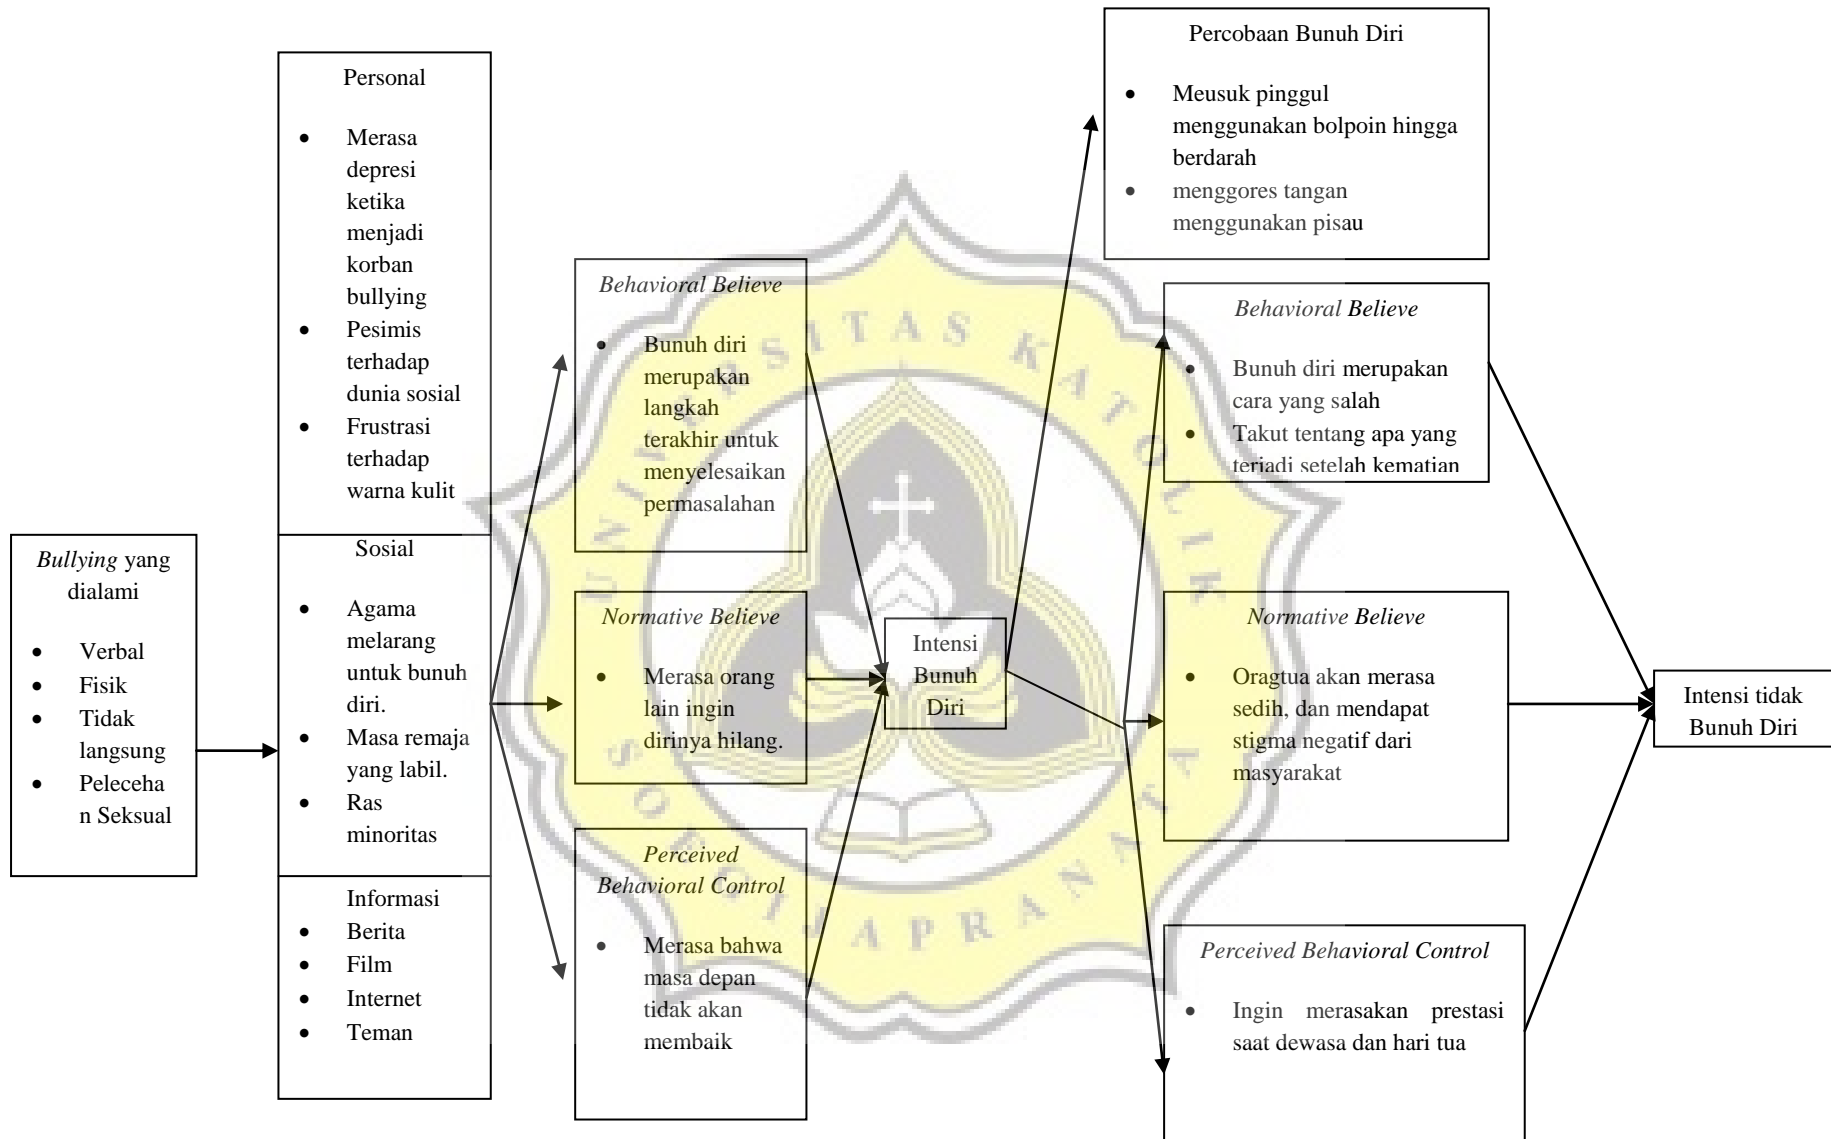 Bullying yang
dialami
• Verbal
• Fisik
• Tidak
langsung
• Peleceha
n Seksual
Personal
• Merasa
depresi
ketika
menjadi
korban
bullying
• Pesimis
terhadap
dunia sosial
• Frustrasi
terhadap
warna kulit
Sosial
• Agama
melarang
untuk bunuh
diri.
• Masa remaja
yang labil.
• Ras
minoritas
Informasi
• Berita
• Film
• Internet
• Teman
Behavioral Believe
• Bunuh diri
merupakan
langkah
terakhir untuk
menyelesaikan
permasalahan
Normative Believe
• Merasa orang
lain ingin
dirinya hilang.
Perceived
Behavioral Control
• Merasa bahwa
masa depan
tidak akan
membaik
Intensi
Bunuh
Diri
Percobaan Bunuh Diri
• Meusuk pinggul
menggunakan bolpoin hingga
berdarah
• menggores tangan
menggunakan pisau
Behavioral Believe
• Bunuh diri merupakan
cara yang salah
• Takut tentang apa yang
terjadi setelah kematian
Normative Believe
• Oragtua akan merasa
sedih, dan mendapat
stigma negatif dari
masyarakat
Perceived Behavioral Control
• Ingin merasakan prestasi
saat dewasa dan hari tua
Intensi tidak
Bunuh Diri
UNIVERSITAS KATOLIK
SOEGIJAPRANATA